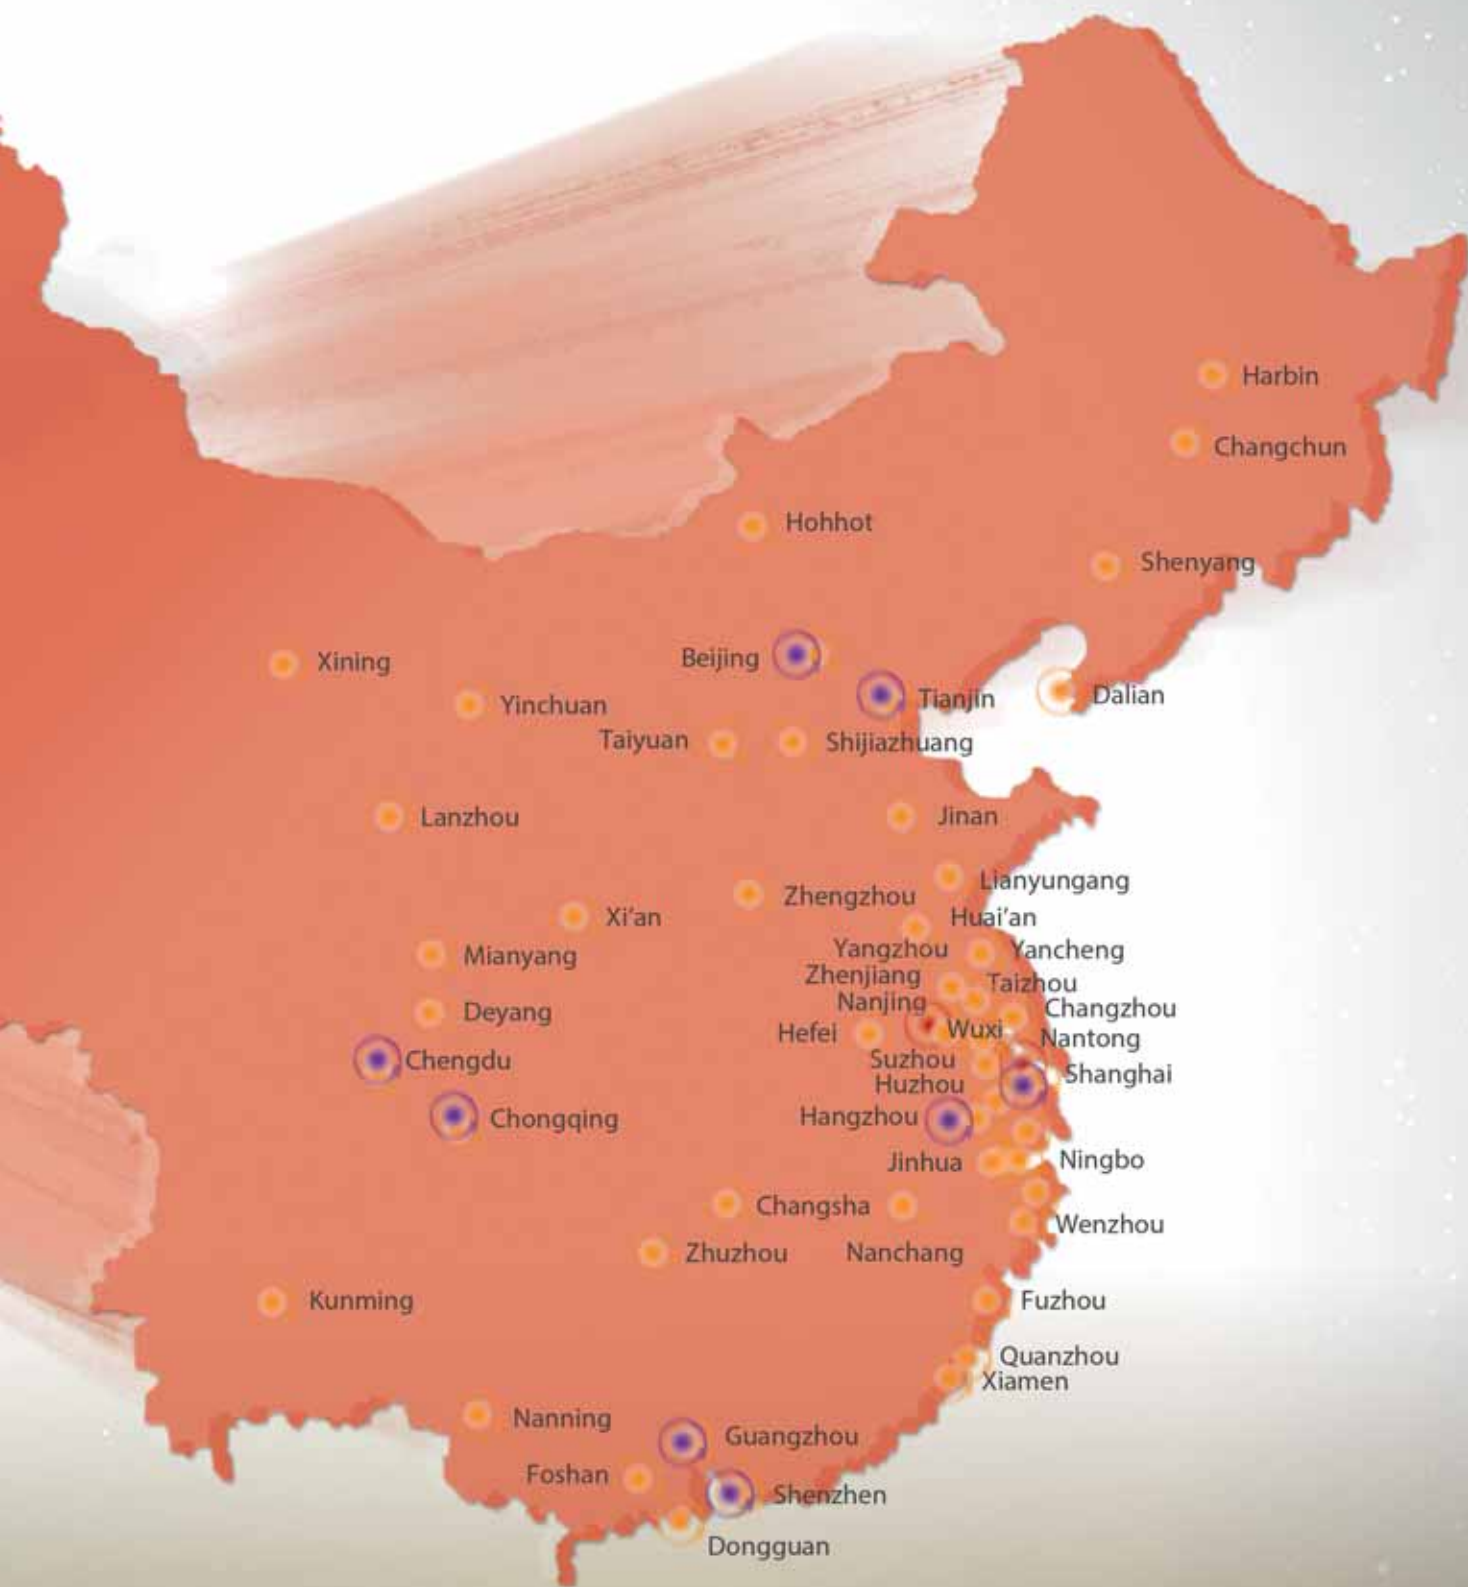 Harbin
Changchun
Hohhot
Shenyang
Beijing
Xining
Tianjin
Dalian
Yinchuan
Taiyuan
Shijiazhuang
Lanzhou
Jinan
Lianyungang
Zhengzhou
Xi'an
Huai'an
Yangzhou
Yancheng
Mianyang
Zhenjiang
Taizhou
Nanjing
Changzhou
Deyang
Hefei
Wuxi
Nantong
Chengdu
Suzhou
Shanghai
Huzhou
Chongqing
Hangzhou
Jinhua
Ningbo
Changsha
Wenzhou
Zhuzhou
Nanchang
Kunming
Fuzhou
Quanzhou
Xiamen
Nanning
Guangzhou
Foshan
Shenzhen
Dongguan